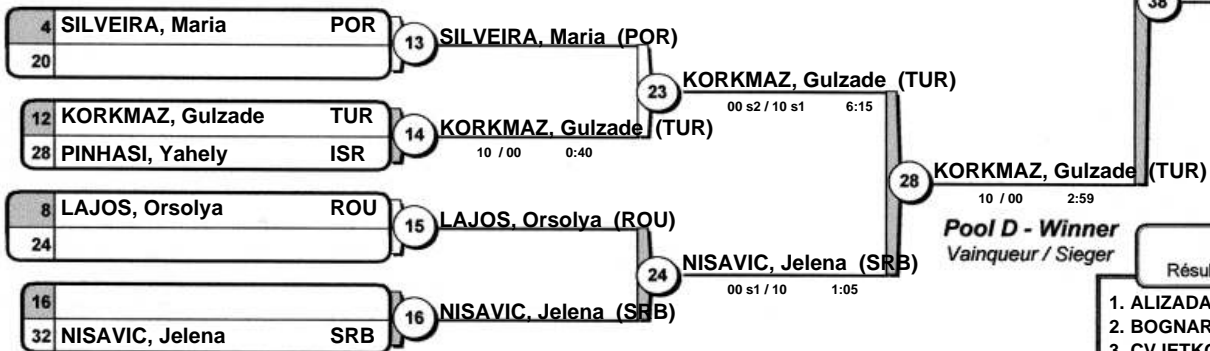 38
4 SILVEIRA, Maria POR
20
13 SILVEIRA, Maria (POR)
12 KORKMAZ, Gulzade TUR
28 PINHASI, Yahely ISR
14 KORKMAZ, Gulzade (TUR)
10 / 00 0:40
23 KORKMAZ, Gulzade (TUR)
00 s2 / 10 s1 6:15
8 LAJOS, Orsolya ROU
24
15 LAJOS, Orsolya (ROU)
16
32 NISAVIC, Jelena SRB
16 NISAVIC, Jelena (SRB)
24 NISAVIC, Jelena (SRB)
00 s1 / 10 1:05
28 KORKMAZ, Gulzade (TUR)
10 / 00 2:59
Pool D - Winner
Vainqueur / Sieger
Résul
1. ALIZADA
2. BOGNAR